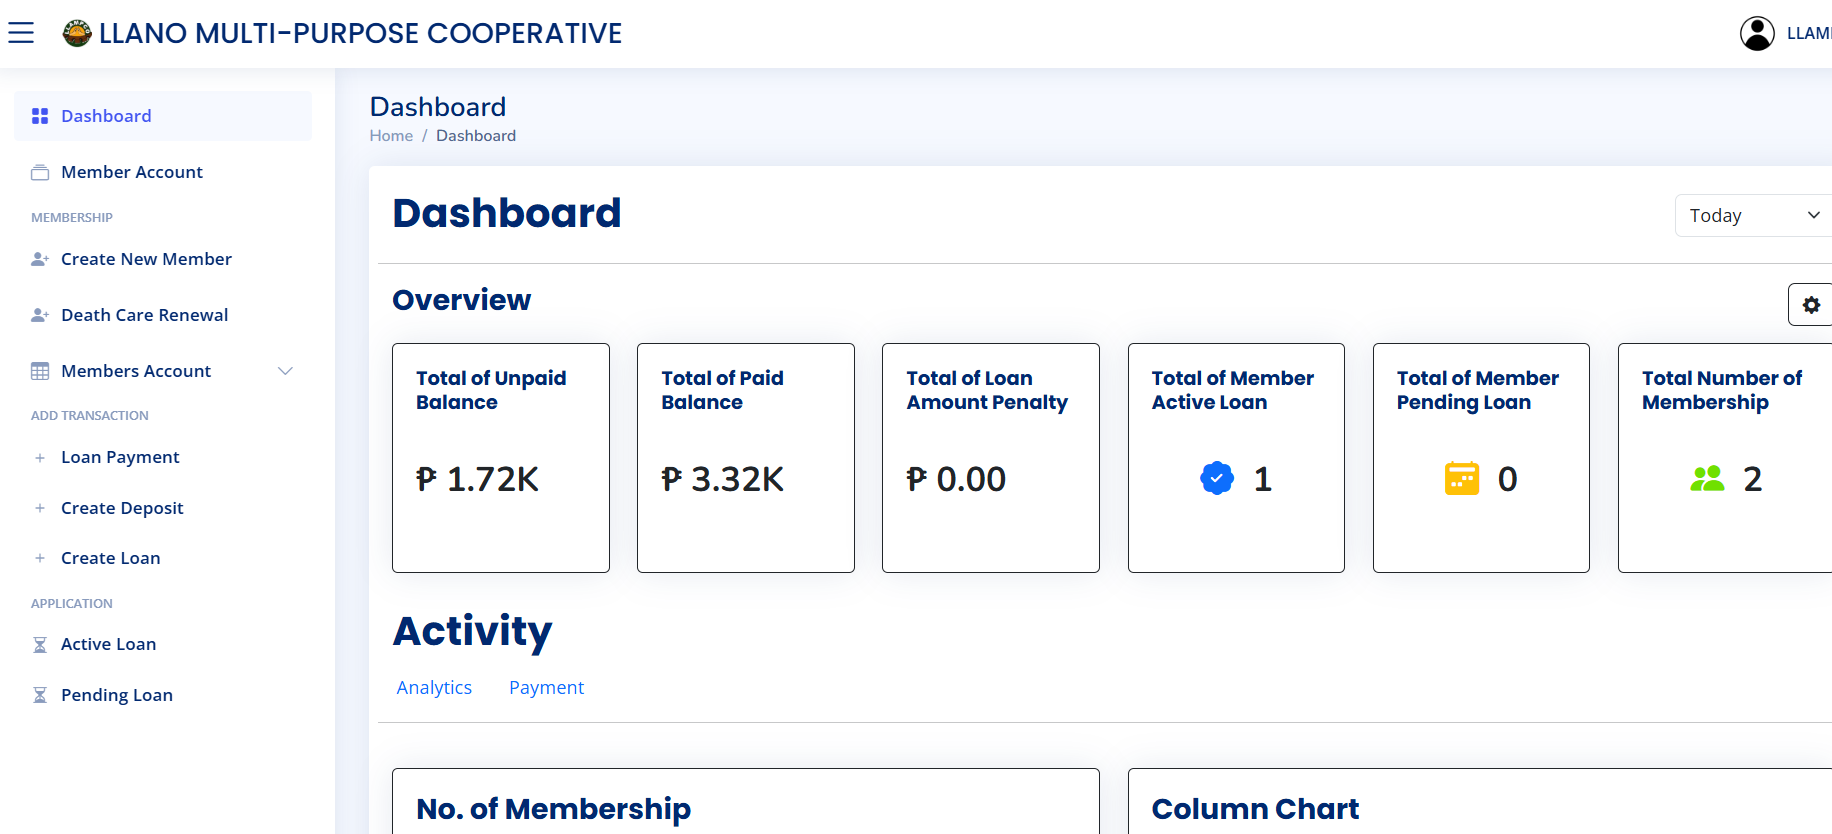 LLANO MULTI-PURPOSE COOPERATIVE
LLAM
Dashboard
Member Account
MEMBERSHIP
Create New Member
Death Care Renewal
Members Account
ADD TRANSACTION
Loan Payment
Create Deposit
Create Loan
APPLICATION
Active Loan
Pending Loan
Dashboard
Home / Dashboard
Dashboard
Today
Overview
Total of Unpaid
Balance
₱ 1.72K
Total of Paid
Balance
₱ 3.32K
Total of Loan
Amount Penalty
₱ 0.00
Total of Member
Active Loan
1
Total of Member
Pending Loan
0
Total Number of
Membership
2
Activity
Analytics Payment
No. of Membership
Column Chart